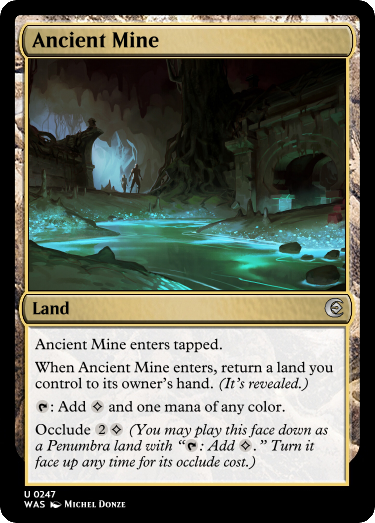 Ancient Mine
Land
Ancient Mine enters tapped.
When Ancient Mine enters, return a land you
control to its owner's hand. (It's revealed.)
: Add and one mana of any color.
Occlude 2 (You may play this face down as
a Penumbra land with “: Add .” Turn it
face up any time for its occlude cost.)
U 0247
WAS Michel Donze